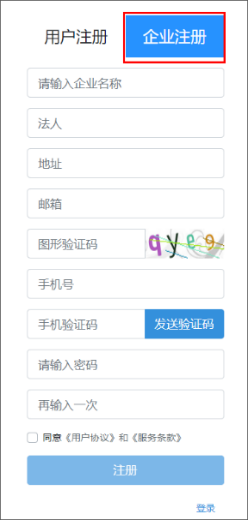 用户注册 企业注册
请输入企业名称
法人
地址
邮箱
图形验证码
手机号
手机验证码 发送验证码
请输入密码
再输入一次
同意《用户协议》和《服务条款》
注册
登录